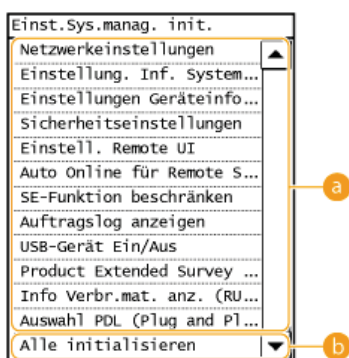 Einst.Sys.manag. init.
Netzwerkeinstellungen
Einstellung. Inf. System...
Einstellungen Geräteinfo...
Sicherheitseinstellungen
Einstell. Remote UI
Auto Online für Remote S...
SE-Funktion beschränken
Auftragslog anzeigen
USB-Gerät Ein/Aus
Product Extended Survey ...
Info Verbr.mat. anz. (RU...
Auswahl PDL (Plug and Pl...
Alle initialisieren
a
b